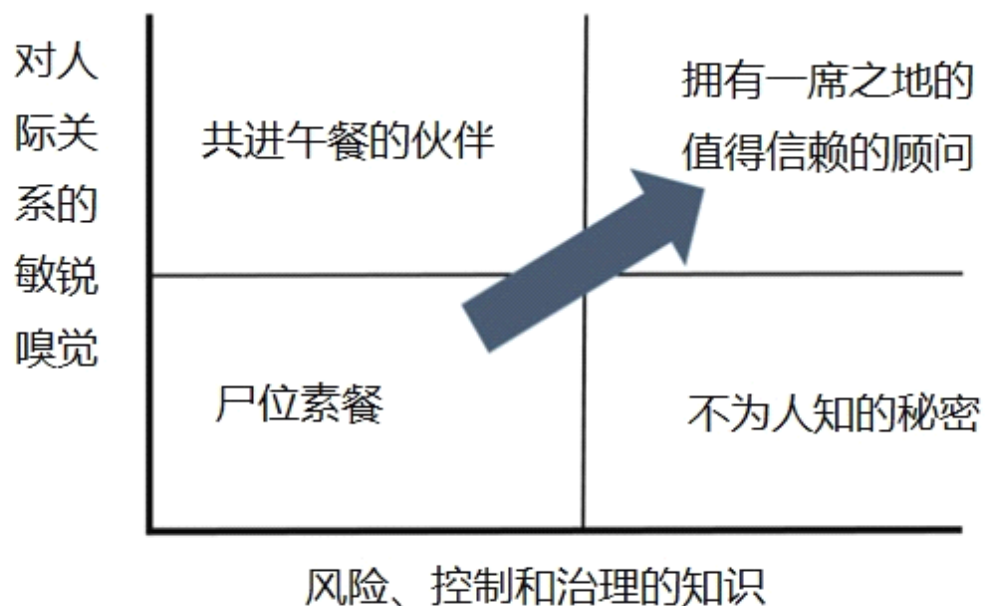 对人
际关
系的
敏锐
嗅觉
共进午餐的伙伴
拥有一席之地的
值得信赖的顾问
尸位素餐
不为人知的秘密
风险、控制和治理的知识